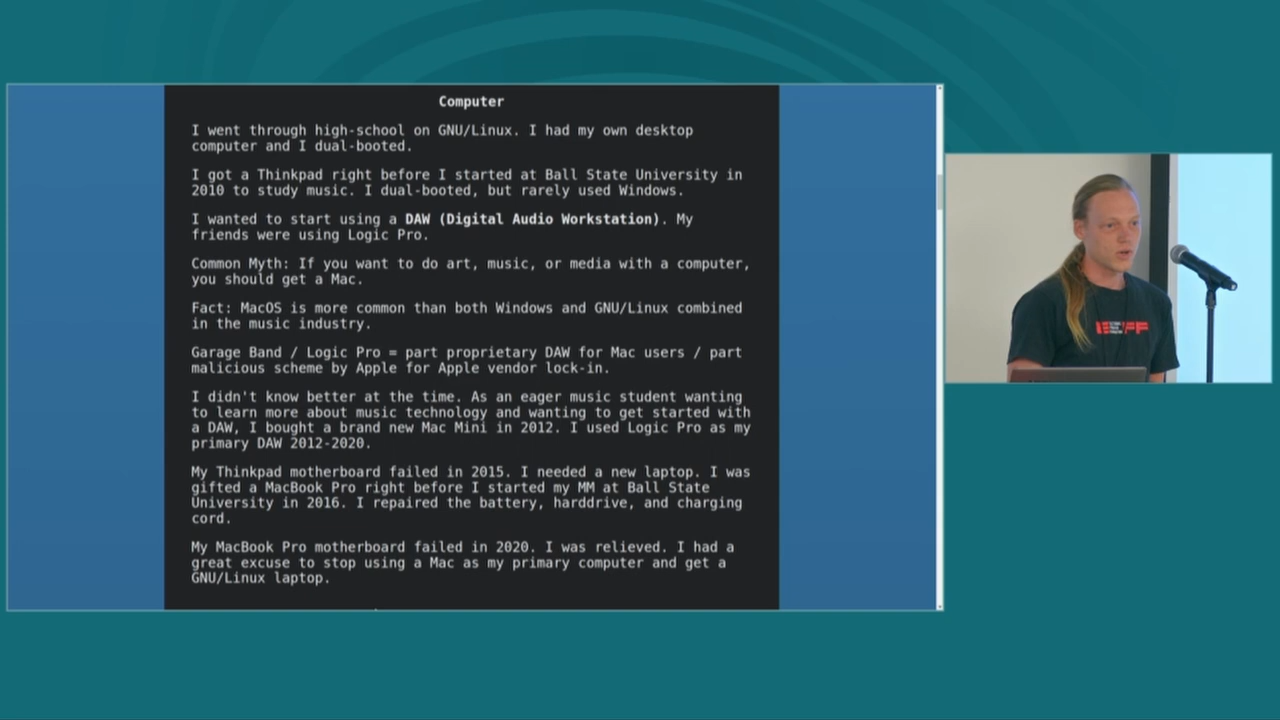 Computer
I went through high-school on GNU/Linux. I had my own desktop
computer and I dual-booted.
I got a Thinkpad right before I started at Ball State University in
2010 to study music. I dual-booted, but rarely used Windows.
I wanted to start using a DAW (Digital Audio Workstation). My
friends were using Logic Pro.
Common Myth: If you want to do art, music, or media with a computer,
you should get a Mac.
Fact: MacOS is more common than both Windows and GNU/Linux combined
in the music industry.
Garage Band / Logic Pro = part proprietary DAW for Mac users / part
malicious scheme by Apple for Apple vendor lock-in.
I didn't know better at the time. As an eager music student wanting
to learn more about music technology and wanting to get started with
a DAW, I bought a brand new Mac Mini in 2012. I used Logic Pro as my
primary DAW 2012-2020.
My Thinkpad motherboard failed in 2015. I needed a new laptop. I was
gifted a MacBook Pro right before I started my MM at Ball State
University in 2016. I repaired the battery, harddrive, and charging
cord.
My MacBook Pro motherboard failed in 2020. I was relieved. I had a
great excuse to stop using a Mac as my primary computer and get a
GNU/Linux laptop.
EFF